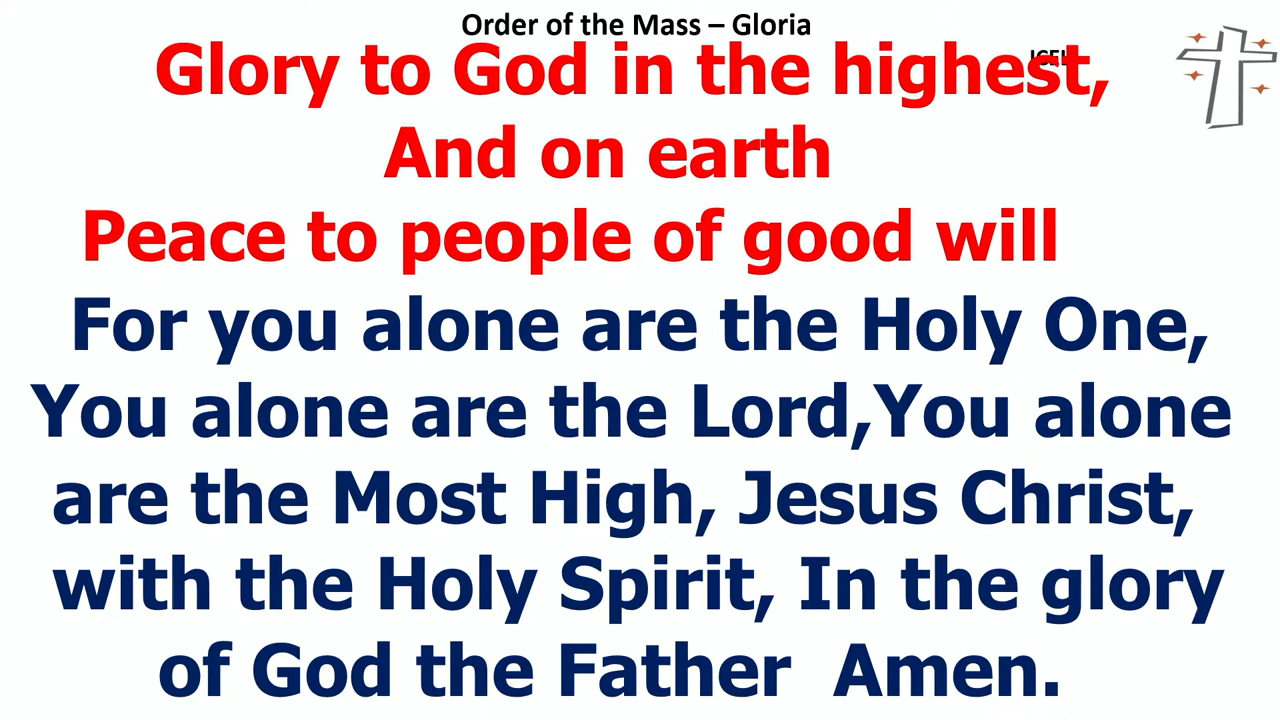 Order of the Mass – Gloria
ICEL
Glory to God in the highest,
And on earth
Peace to people of good will
For you alone are the Holy One,
You alone are the Lord,You alone
are the Most High, Jesus Christ,
with the Holy Spirit, In the glory
of God the Father Amen.